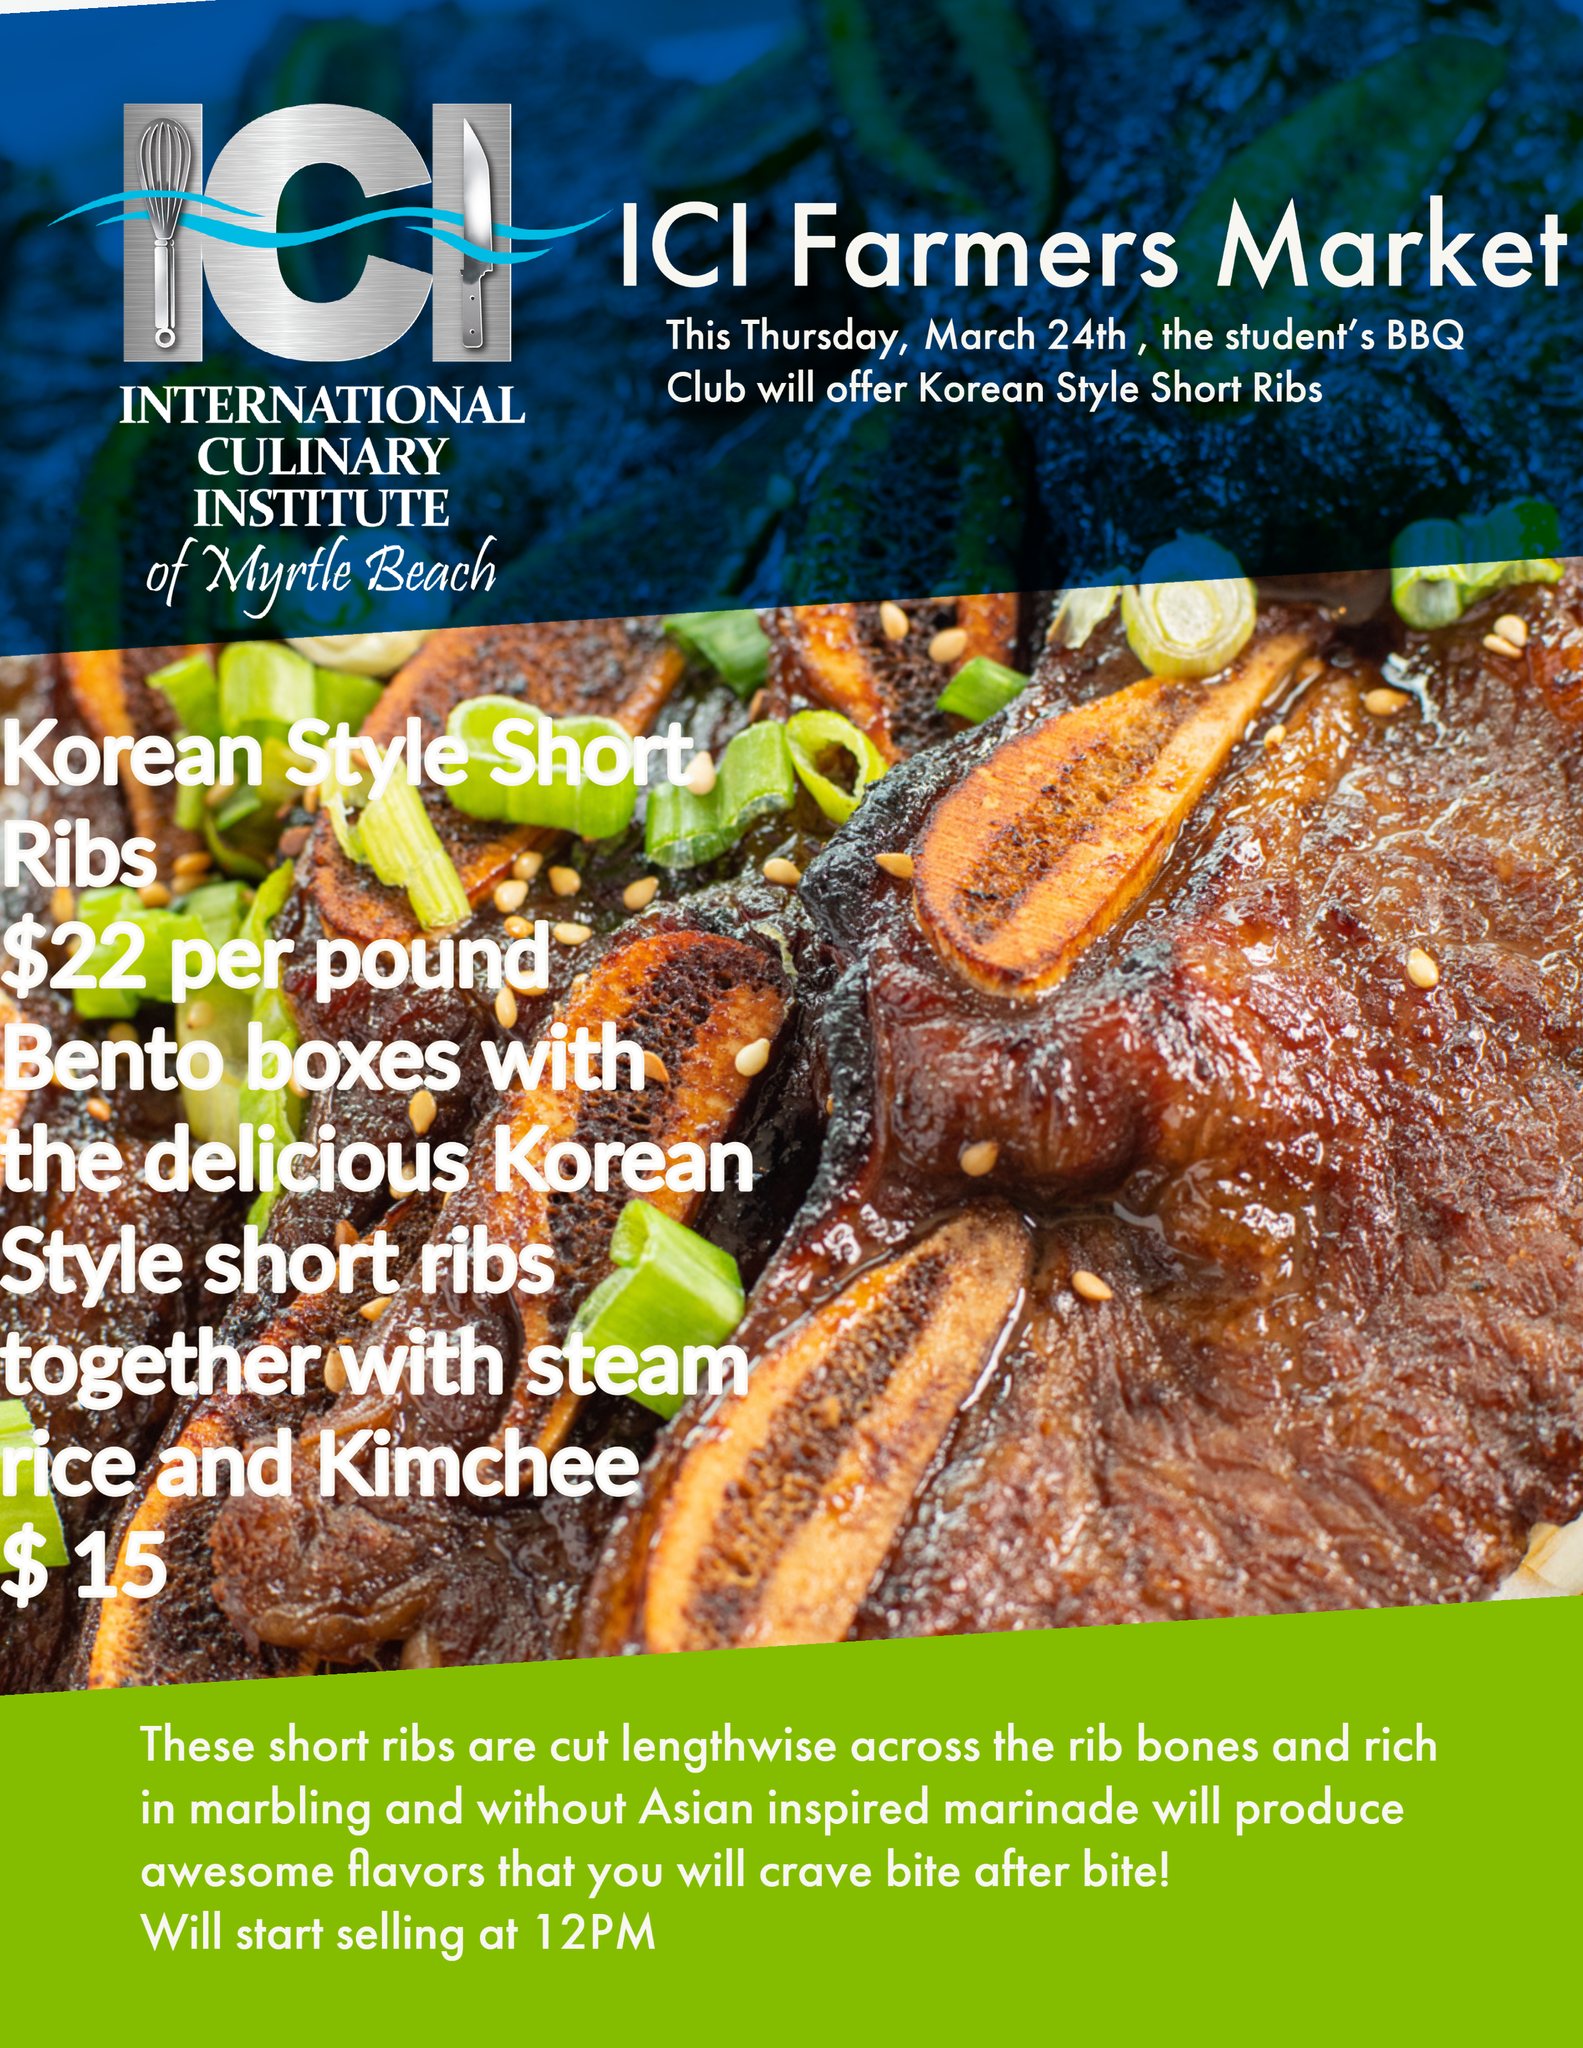 ICI
INTERNATIONAL
CULINARY
INSTITUTE
of Myrtle Beach
ICI Farmers Market
This Thursday, March 24th , the student's BBQ
Club will offer Korean Style Short Ribs
Korean Style Short
Ribs
$22 per pound
Bento boxes with
the delicious Korean
Style short ribs
together with steam
rice and Kimchee
$ 15
These short ribs are cut lengthwise across the rib bones and rich
in marbling and without Asian inspired marinade will produce
awesome flavors that you will crave bite after bite!
Will start selling at 12PM